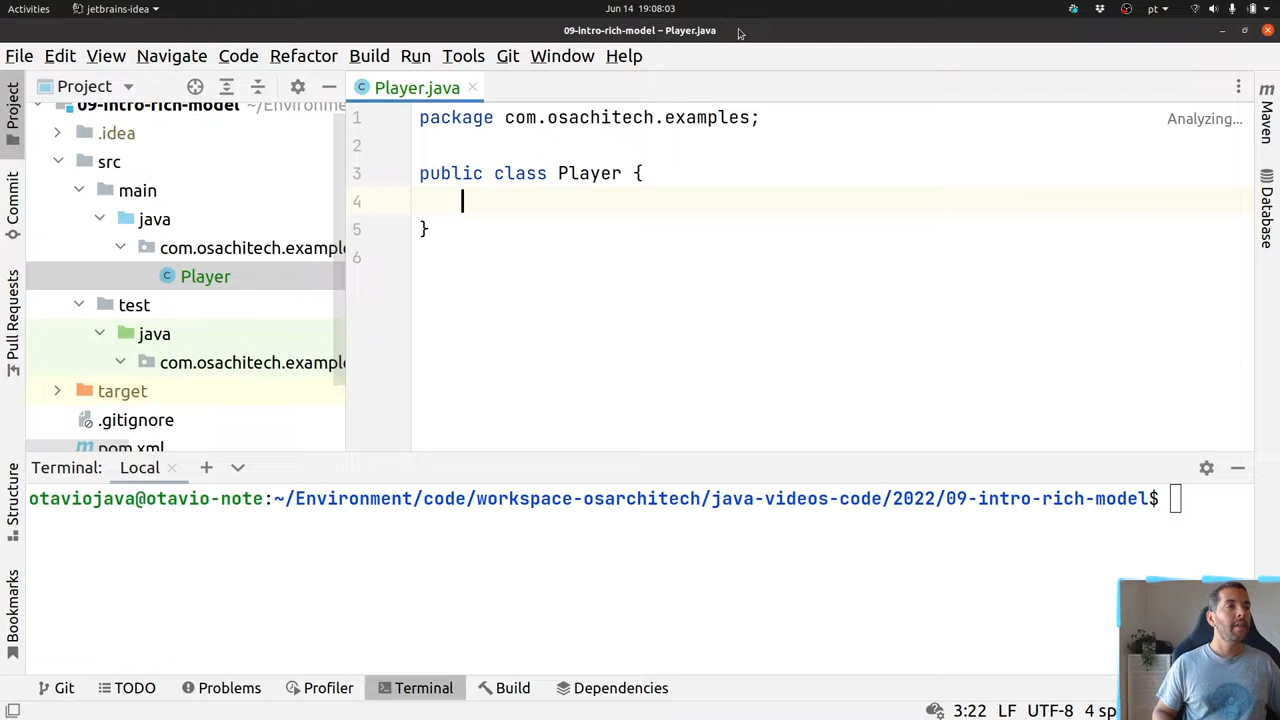 Activities
jetbrains-idea
Jun 14 19:08:03
pt
09-intro-rich-model – Player.java
File Edit View Navigate Code Refactor Build Run Tools Git Window Help
Project
Player.java
Project
Commit
Pull Requests
Structure
Bookmarks
09-intro-rich-model ~/Environment
.idea
src
main
java
com.osachitech.example
Player
test
java
com.osachitech.example
target
.gitignore
pom.xml
1 package com.osachitech.examples;
2
3 public class Player {
4
5 }
6
Analyzing...
Maven
Database
Terminal: Local
otaviojava@otavio-note:~/Environment/code/workspace-osarchitech/java-videos-code/2022/09-intro-rich-model$
Git TODO Problems Profiler Terminal Build Dependencies
3:22 LF UTF-8 4 sp